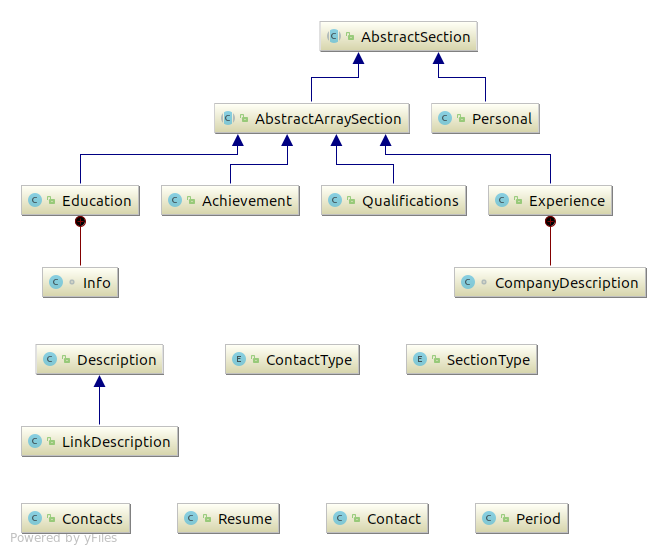 AbstractSection
AbstractArraySection
Personal
Education
Achievement
Qualifications
Experience
Info
CompanyDescription
Description
ContactType
SectionType
LinkDescription
Contacts
Resume
Contact
Period
Powered by yFiles